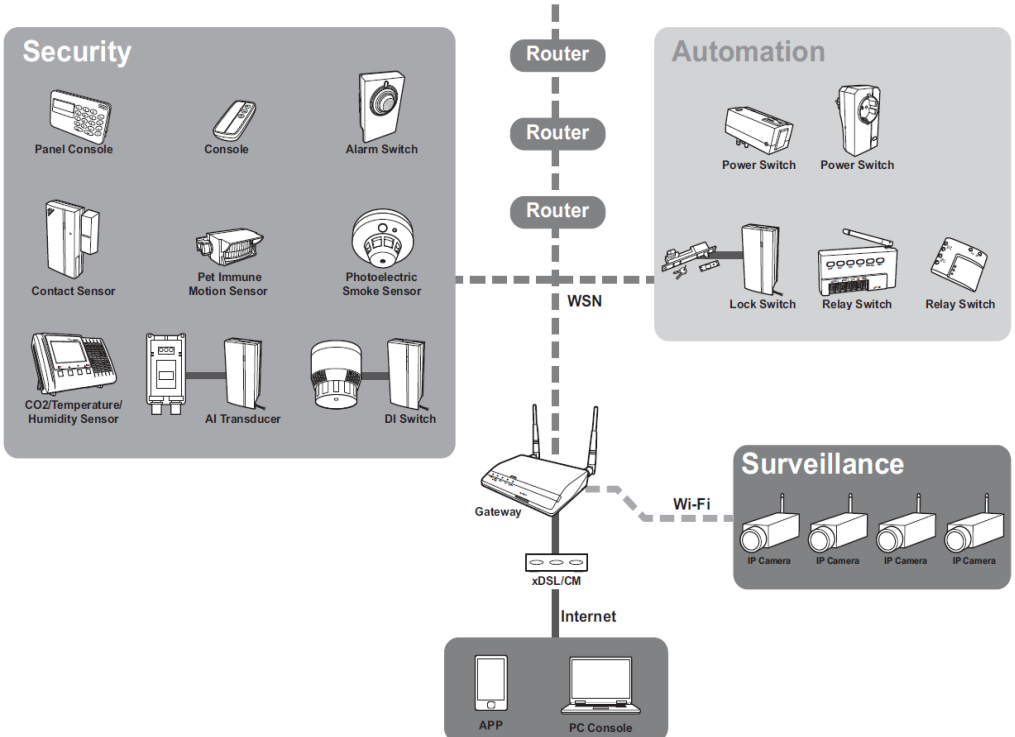 Security
Panel Console
Console
Alarm Switch
Contact Sensor
Pet Immune
Motion Sensor
Photoelectric
Smoke Sensor
CO2/Temperature/
Humidity Sensor
AI Transducer
DI Switch
Router
Router
Router
WSN
Automation
Power Switch
Power Switch
Lock Switch
Relay Switch
Relay Switch
Gateway
Wi-Fi
Surveillance
IP Camera
IP Camera
IP Camera
IP Camera
xDSL/CM
Internet
APP
PC Console